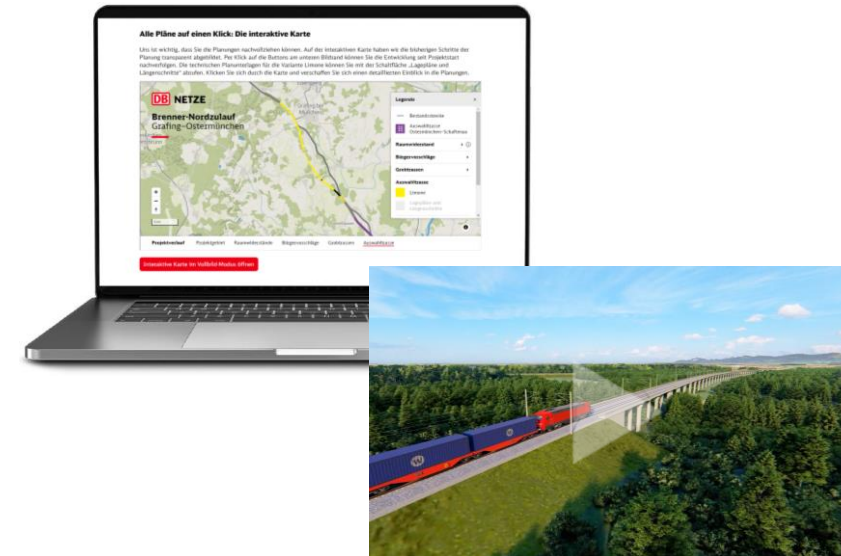 Alle Pläne auf einen Klick: Die interaktive Karte
Uns ist wichtig, dass Sie die Planungen nachvollziehen können. Auf der interaktiven Karte haben wir die bisherigen Schritte der
Planung transparent abgebildet. Per Klick auf die Buttons am unteren Bildrand können Sie die Entwicklung seit Projektstart
nachverfolgen. Die technischen Planunterlagen für die Variante Limone können Sie mit der Schaltfläche „Lagepläne und
Längenschnitte" abrufen. Klicken Sie sich durch die Karte und verschaffen Sie sich einen detaillierten Einblick in die Planungen.
DB NETZE
Brenner-Nordzulauf
Grafing–Ostermünchen
Legende
Bestandsstrecke
Auswahltrasse
Ostermünchen-Schaftenau
Raumwiderstand
Bürgervorschläge
Grobtrassen
Auswahltrasse
Limone
Lagepläne und
Längenschnitte
Projektverlauf Projektgebiet Raumwiderstände Bürgervorschläge Grobtrassen Auswahltrasse
Interaktive Karte im Vollbild-Modus öffnen